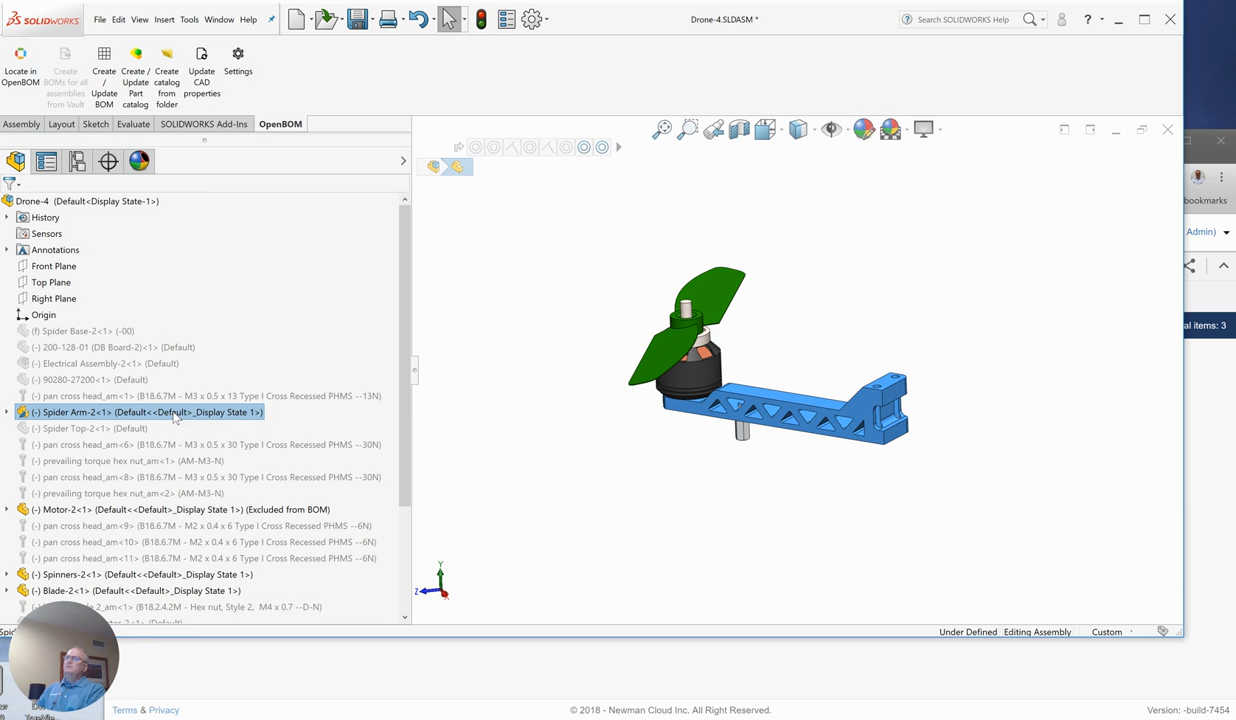 SOLIDWORKS File Edit View Insert Tools Window Help Drone-4.SLDASM * Search SOLIDWORKS Help ?
Locate in OpenBOM
Create BOMs for all assemblies from Vault
Create / Update BOM
Create / Update Part catalog
Create catalog from folder
Update CAD properties
Settings
Assembly Layout Sketch Evaluate SOLIDWORKS Add-Ins OpenBOM
Drone-4 (Default<Display State-1>)
History
Sensors
Annotations
Front Plane
Top Plane
Right Plane
Origin
(f) Spider Base-2<1> (-00)
(-) 200-128-01 (DB Board-2)<1> (Default)
(-) Electrical Assembly-2<1> (Default)
(-) 90280-27200<1> (Default)
(-) pan cross head_am<1> (B18.6.7M - M3 x 0.5 x 13 Type I Cross Recessed PHMS --13N)
(-) Spider Arm-2<1> (Default<<Default>_Display State 1>)
(-) Spider Top-2<1> (Default)
(-) pan cross head_am<6> (B18.6.7M - M3 x 0.5 x 30 Type I Cross Recessed PHMS --30N)
(-) prevailing torque hex nut_am<1> (AM-M3-N)
(-) pan cross head_am<8> (B18.6.7M - M3 x 0.5 x 30 Type I Cross Recessed PHMS --30N)
(-) prevailing torque hex nut_am<2> (AM-M3-N)
(-) Motor-2<1> (Default<<Default>_Display State 1>) (Excluded from BOM)
(-) pan cross head_am<9> (B18.6.7M - M2 x 0.4 x 6 Type I Cross Recessed PHMS --6N)
(-) pan cross head_am<10> (B18.6.7M - M2 x 0.4 x 6 Type I Cross Recessed PHMS --6N)
(-) pan cross head_am<11> (B18.6.7M - M2 x 0.4 x 6 Type I Cross Recessed PHMS --6N)
(-) Spinners-2<1> (Default<<Default>_Display State 1>)
(-) Blade-2<1> (Default<<Default>_Display State 1>)
2_am<1> (B18.2.4.2M - Hex nut, Style 2, M4 x 0.7 --D-N)
Y
Z
X
Under Defined Editing Assembly Custom
bookmarks
Admin)
al items: 3
Terms & Privacy © 2018 - Newman Cloud Inc. All Right Reserved. Version: -build-7454